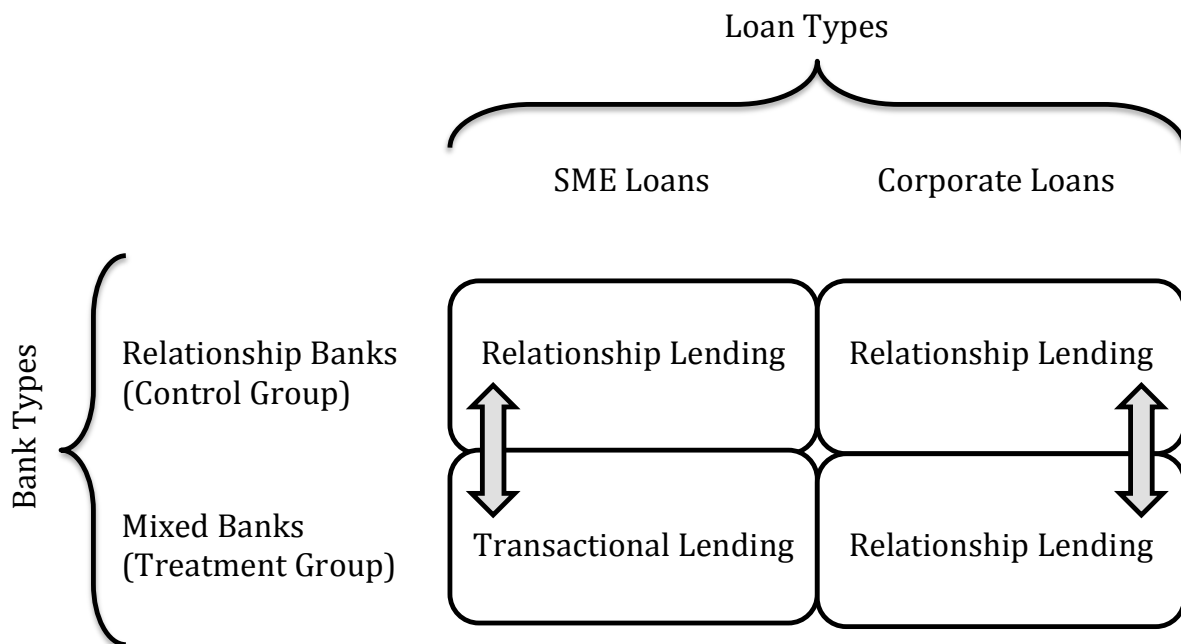 Loan Types
SME Loans
Corporate Loans
Bank Types
Relationship Banks
(Control Group)
Relationship Lending
Relationship Lending
Mixed Banks
(Treatment Group)
Transactional Lending
Relationship Lending